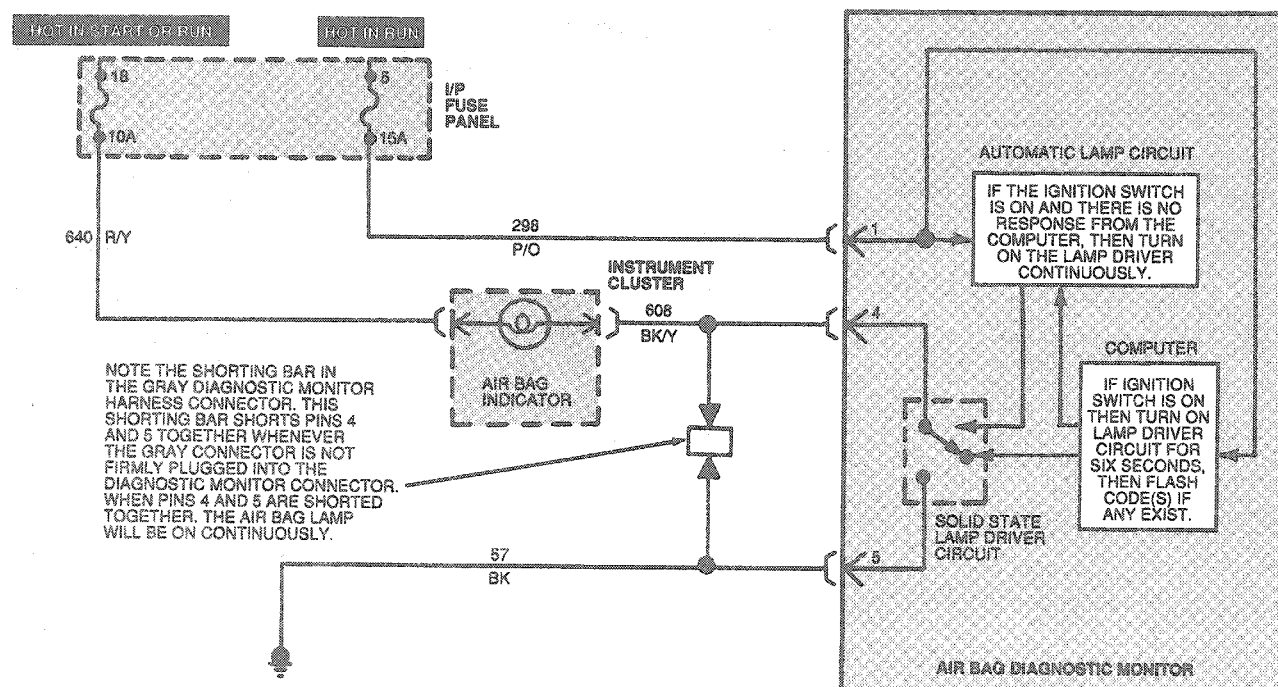 HOT IN START OR RUN
HOT IN RUN
18
10A
5
15A
I/P
FUSE
PANEL
640
R/Y
298
P/O
1
INSTRUMENT
CLUSTER
608
BK/Y
4
AIR BAG
INDICATOR
NOTE THE SHORTING BAR IN
THE GRAY DIAGNOSTIC MONITOR
HARNESS CONNECTOR. THIS
SHORTING BAR SHORTS PINS 4
AND 5 TOGETHER WHENEVER
THE GRAY CONNECTOR IS NOT
FIRMLY PLUGGED INTO THE
DIAGNOSTIC MONITOR CONNECTOR.
WHEN PINS 4 AND 5 ARE SHORTED
TOGETHER. THE AIR BAG LAMP
WILL BE ON CONTINUOUSLY.
57
BK
5
AUTOMATIC LAMP CIRCUIT
IF THE IGNITION SWITCH
IS ON AND THERE IS NO
RESPONSE FROM THE
COMPUTER, THEN TURN
ON THE LAMP DRIVER
CONTINUOUSLY.
COMPUTER
IF IGNITION
SWITCH IS ON
THEN TURN ON
LAMP DRIVER
CIRCUIT FOR
SIX SECONDS,
THEN FLASH
CODE(S) IF
ANY EXIST.
SOLID STATE
LAMP DRIVER
CIRCUIT
AIR BAG DIAGNOSTIC MONITOR